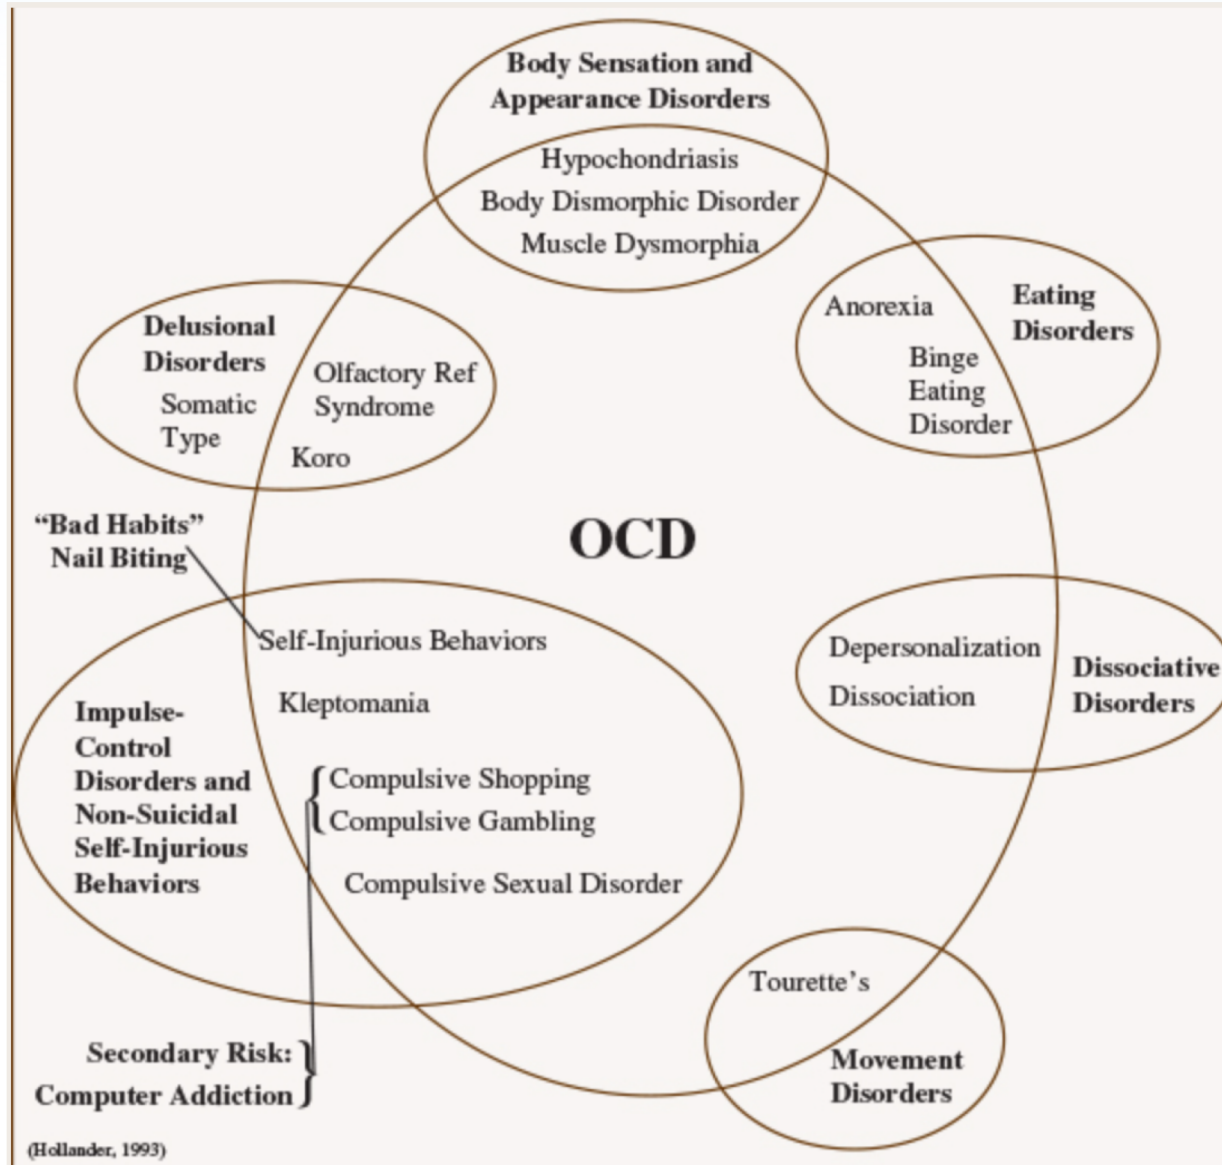 Body Sensation and
Appearance Disorders
Hypochondriasis
Body Dismorphic Disorder
Muscle Dysmorphia
Delusional
Disorders
Somatic
Type
Olfactory Ref
Syndrome
Koro
Anorexia
Binge
Eating
Disorder
Eating
Disorders
“Bad Habits”
Nail Biting
OCD
Self-Injurious Behaviors
Kleptomania
Impulse-
Control
Disorders and
Non-Suicidal
Self-Injurious
Behaviors
Compulsive Shopping
Compulsive Gambling
Compulsive Sexual Disorder
Depersonalization
Dissociation
Dissociative
Disorders
Tourette’s
Movement
Disorders
Secondary Risk:
Computer Addiction
(Hollander, 1993)